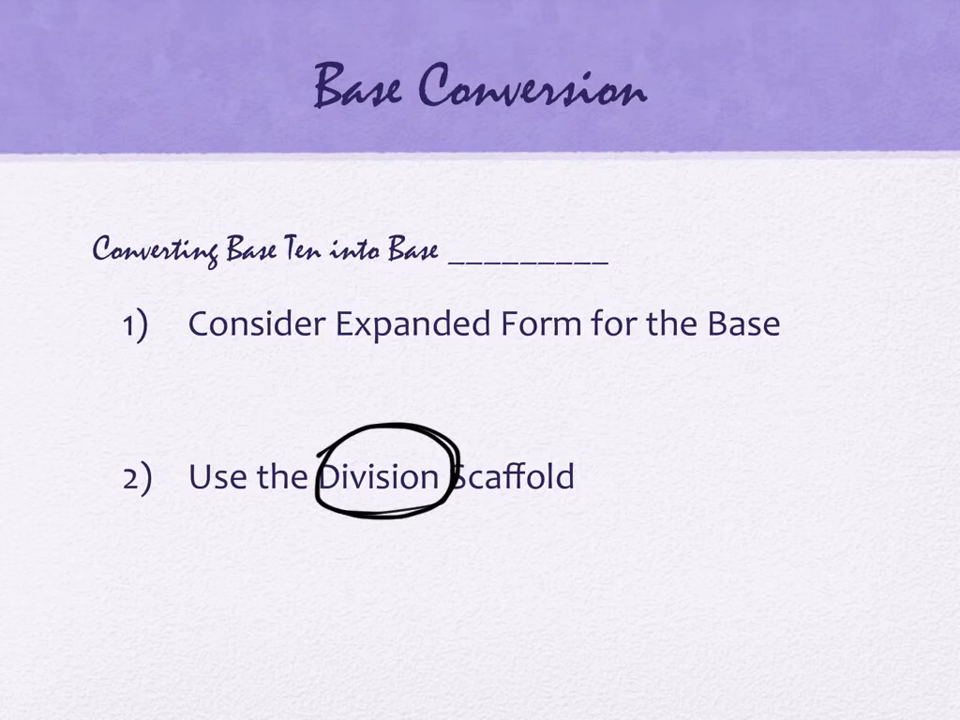 Base Conversion
Converting Base Ten into Base _________
1) Consider Expanded Form for the Base
2) Use the Division Scaffold